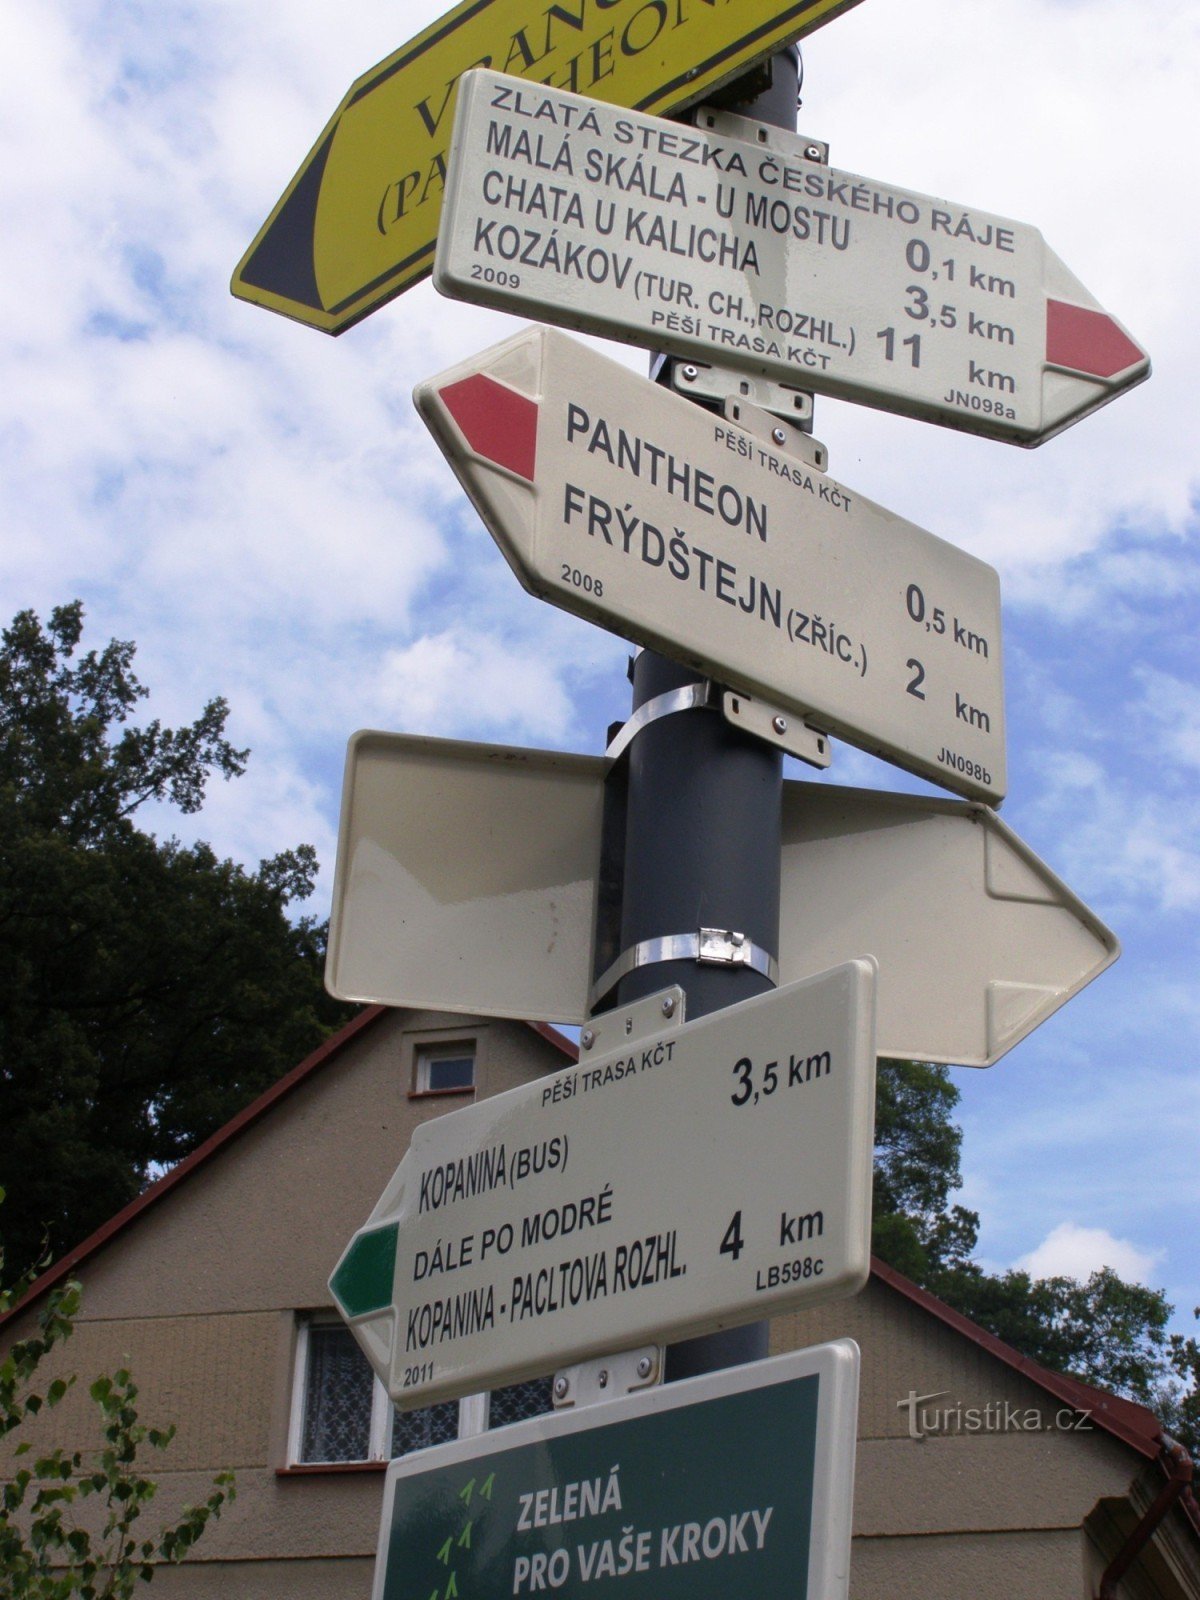 ZLATÁ STEZKA ČESKÉHO RÁJE
MALÁ SKÁLA - U MOSTU 0,1 km
CHATA U KALICHA 3,5 km
KOZÁKOV (TUR. CH., ROZHL.) 11 km
2009 PĚŠÍ TRASA KČT JN098a
PĚŠÍ TRASA KČT
PANTHEON 0,5 km
FRÝDŠTEJN (ZŘÍC.) 2 km
2008 JN098b
PĚŠÍ TRASA KČT
KOPANINA (BUS) 3,5 km
DÁLE PO MODRÉ
KOPANINA - PACLTOVA ROZHL. 4 km
2011 LB598c
ZELENÁ
PRO VAŠE KROKY
Turistika.cz